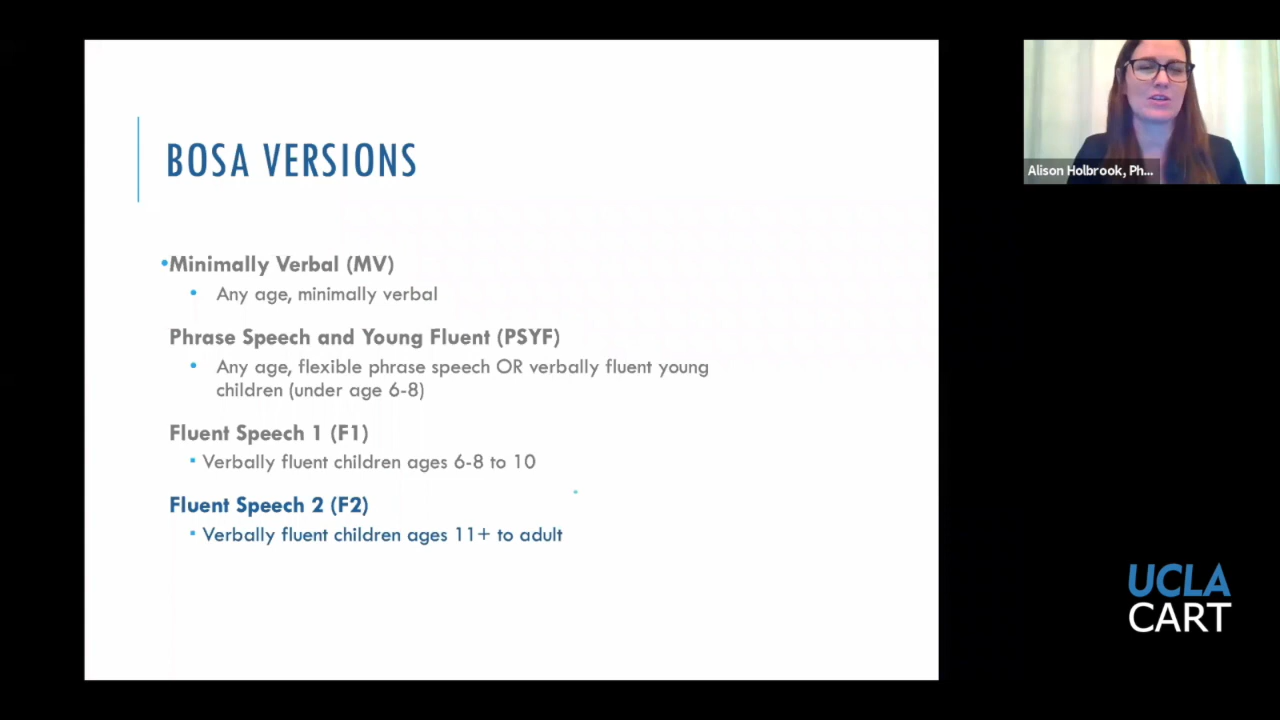 BOSA VERSIONS
•Minimally Verbal (MV)
• Any age, minimally verbal
Phrase Speech and Young Fluent (PSYF)
• Any age, flexible phrase speech OR verbally fluent young
children (under age 6-8)
Fluent Speech 1 (F1)
▪ Verbally fluent children ages 6-8 to 10
Fluent Speech 2 (F2)
▪ Verbally fluent children ages 11+ to adult
Alison Holbrook, Ph...
UCLA
CART